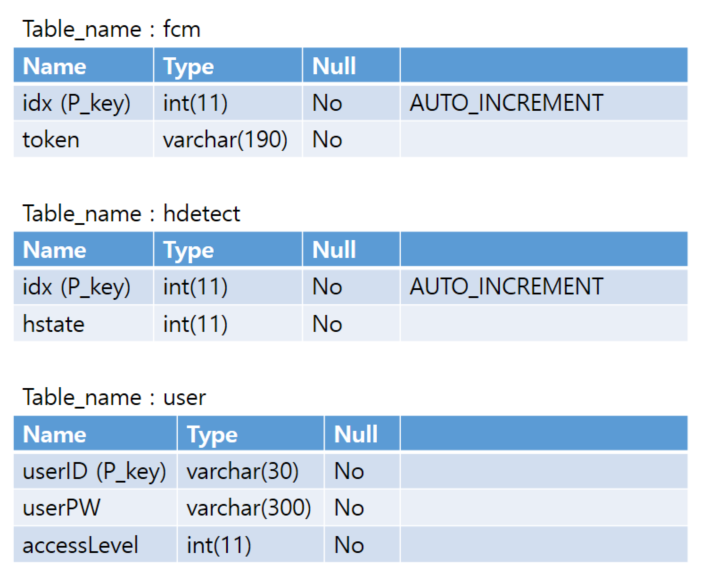 Table_name : fcm
Name Type Null
idx (P_key) int(11) No AUTO_INCREMENT
token varchar(190) No
Table_name : hdetect
Name Type Null
idx (P_key) int(11) No AUTO_INCREMENT
hstate int(11) No
Table_name : user
Name Type Null
userID (P_key) varchar(30) No
userPW varchar(300) No
accessLevel int(11) No